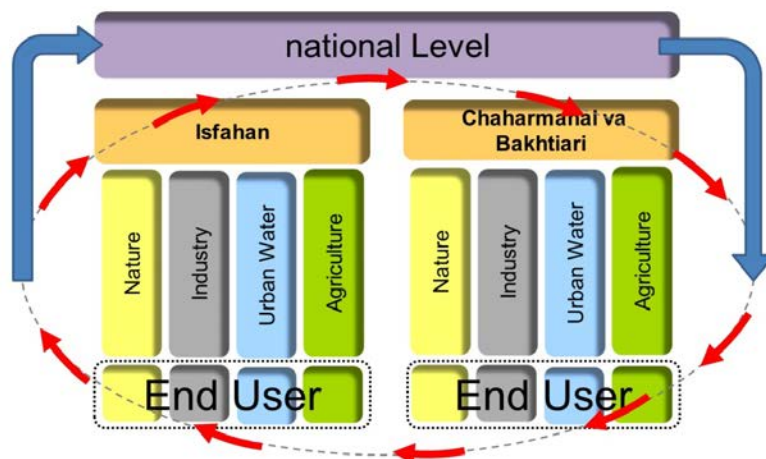 national Level
Isfahan
Chaharmahal va
Bakhtiari
Nature
Industry
Urban Water
Agriculture
Nature
Industry
Urban Water
Agriculture
End User
End User